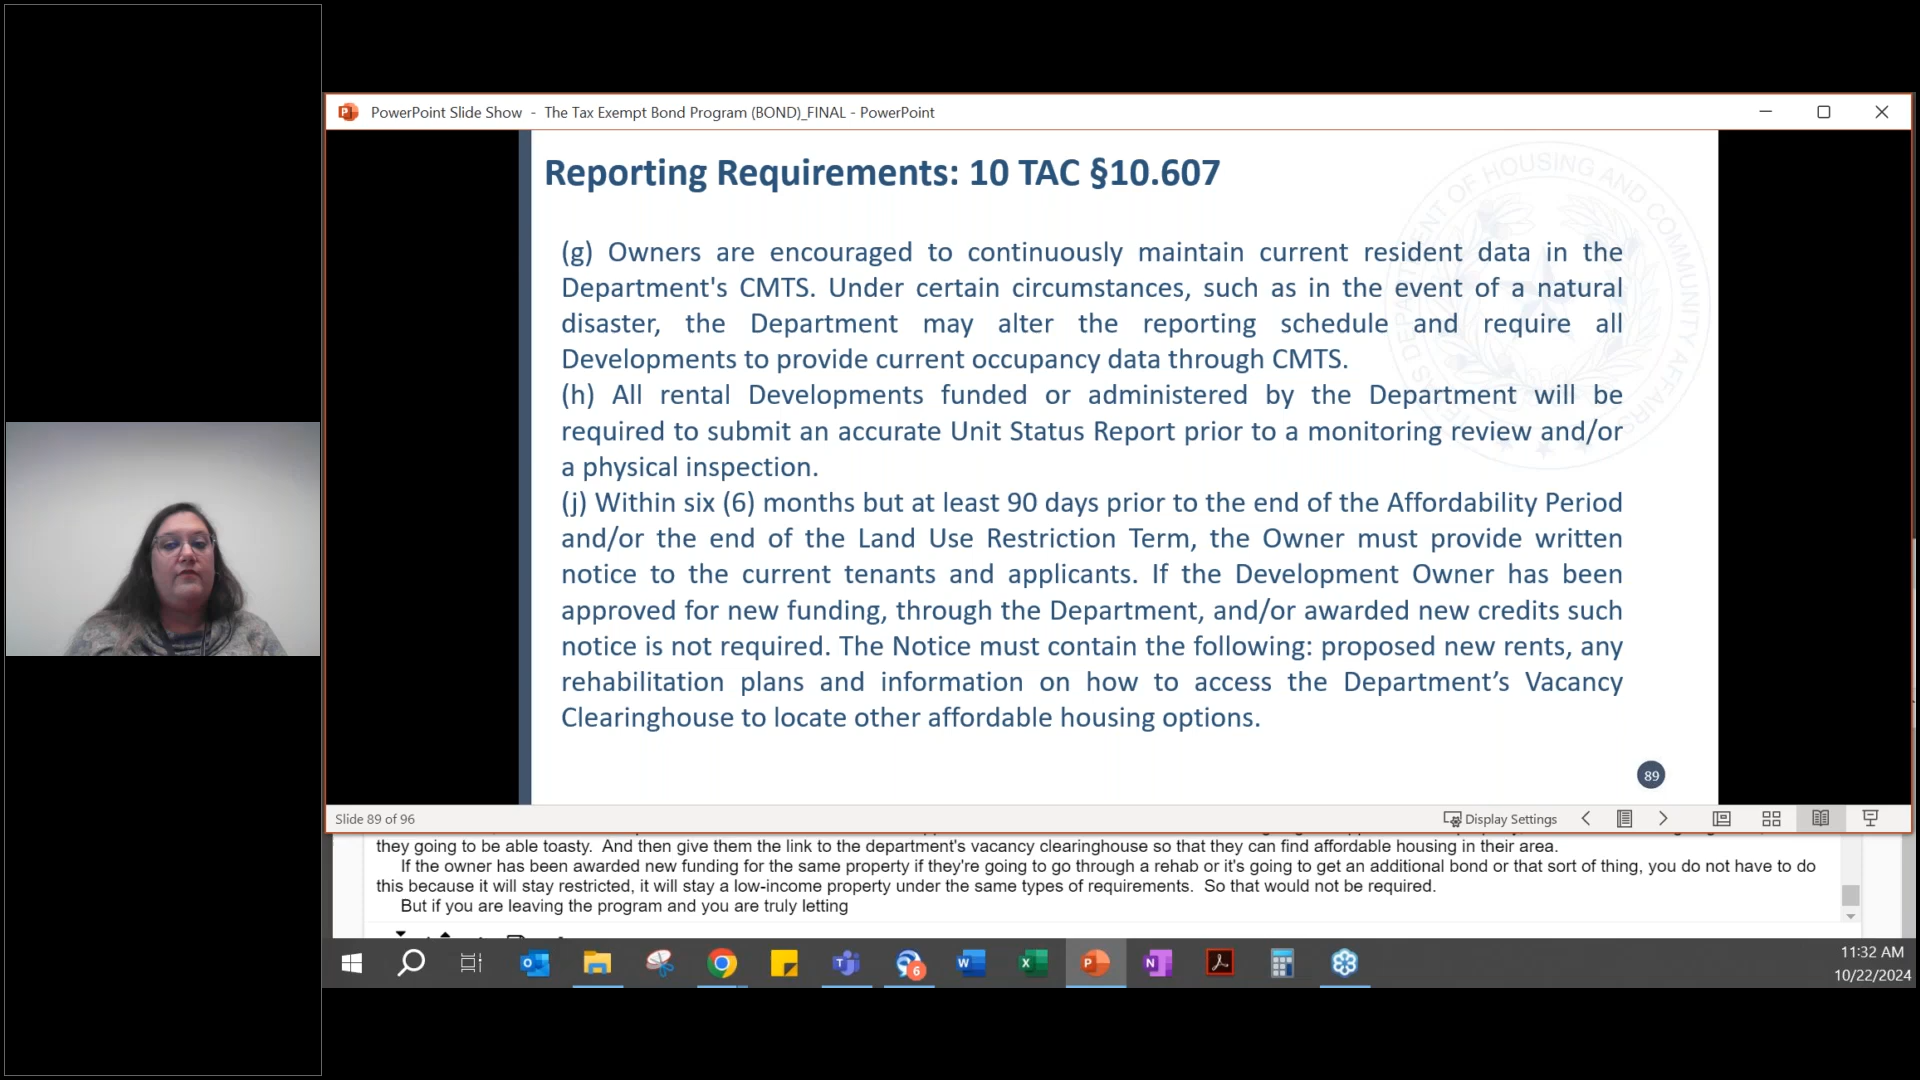 PowerPoint Slide Show - The Tax Exempt Bond Program (BOND)_FINAL - PowerPoint
Reporting Requirements: 10 TAC §10.607
(g) Owners are encouraged to continuously maintain current resident data in the
Department's CMTS. Under certain circumstances, such as in the event of a natural
disaster, the Department may alter the reporting schedule and require all
Developments to provide current occupancy data through CMTS.
(h) All rental Developments funded or administered by the Department will be
required to submit an accurate Unit Status Report prior to a monitoring review and/or
a physical inspection.
(j) Within six (6) months but at least 90 days prior to the end of the Affordability Period
and/or the end of the Land Use Restriction Term, the Owner must provide written
notice to the current tenants and applicants. If the Development Owner has been
approved for new funding, through the Department, and/or awarded new credits such
notice is not required. The Notice must contain the following: proposed new rents, any
rehabilitation plans and information on how to access the Department’s Vacancy
Clearinghouse to locate other affordable housing options.
89
Slide 89 of 96
Display Settings
they going to be able toasty. And then give them the link to the department's vacancy clearinghouse so that they can find affordable housing in their area.
If the owner has been awarded new funding for the same property if they're going to go through a rehab or it's going to get an additional bond or that sort of thing, you do not have to do
this because it will stay restricted, it will stay a low-income property under the same types of requirements. So that would not be required.
But if you are leaving the program and you are truly letting
6
11:32 AM
10/22/2024